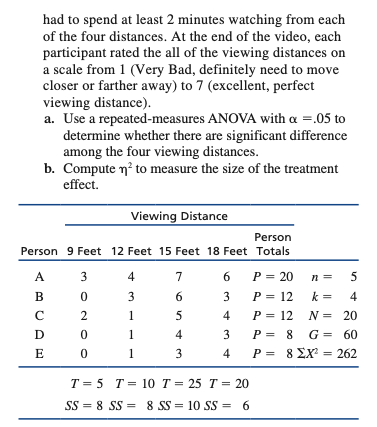 had to spend at least 2 minutes watching from each
of the four distances. At the end of the video, each
participant rated the all of the viewing distances on
a scale from 1 (Very Bad, definitely need to move
closer or farther away) to 7 (excellent, perfect
viewing distance).
a. Use a repeated-measures ANOVA with α =.05 to
determine whether there are significant difference
among the four viewing distances.
b. Compute η² to measure the size of the treatment
effect.
Viewing Distance
Person
Person 9 Feet 12 Feet 15 Feet 18 Feet Totals
A 3 4 7 6 P = 20 n = 5
B 0 3 6 3 P = 12 k = 4
C 2 1 5 4 P = 12 N = 20
D 0 1 4 3 P = 8 G = 60
E 0 1 3 4 P = 8 ΣX² = 262
T = 5 T = 10 T = 25 T = 20
SS = 8 SS = 8 SS = 10 SS = 6